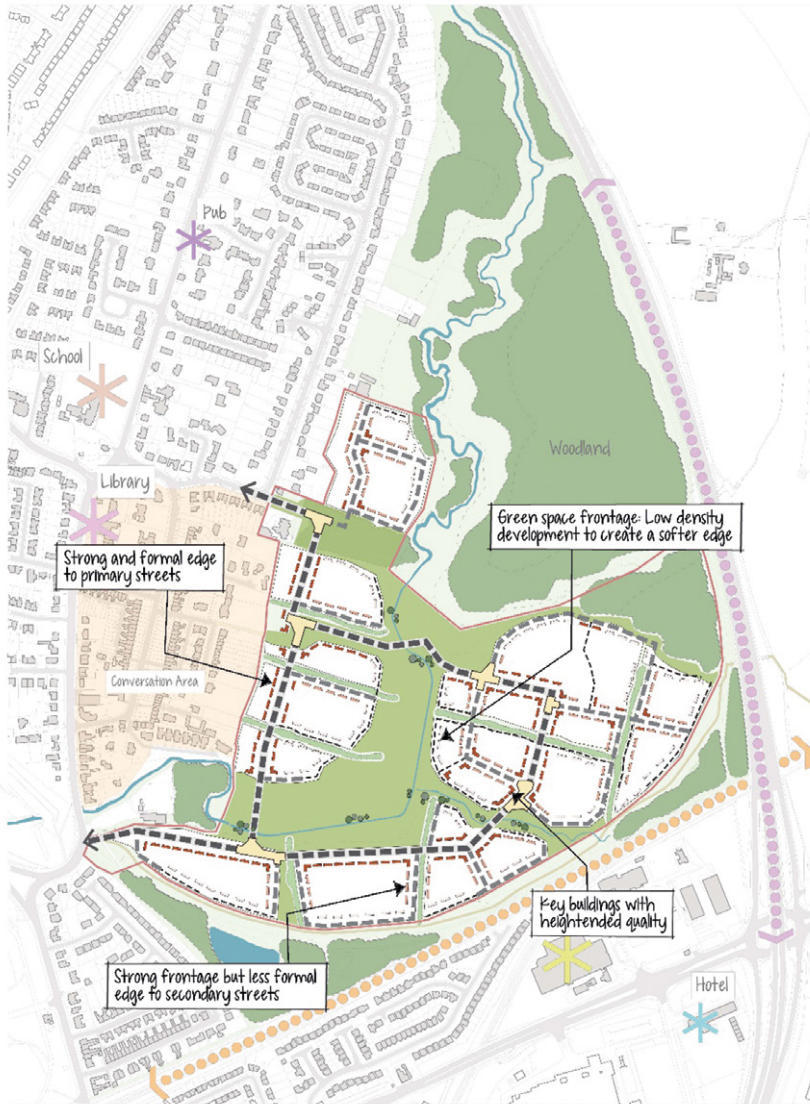 Pub
School
Library
Woodland
Green space frontage: Low density
development to create a softer edge
Strong and formal edge
to primary streets
Conversation Area
Key buildings with
heightended quality
Strong frontage but less formal
edge to secondary streets
Hotel